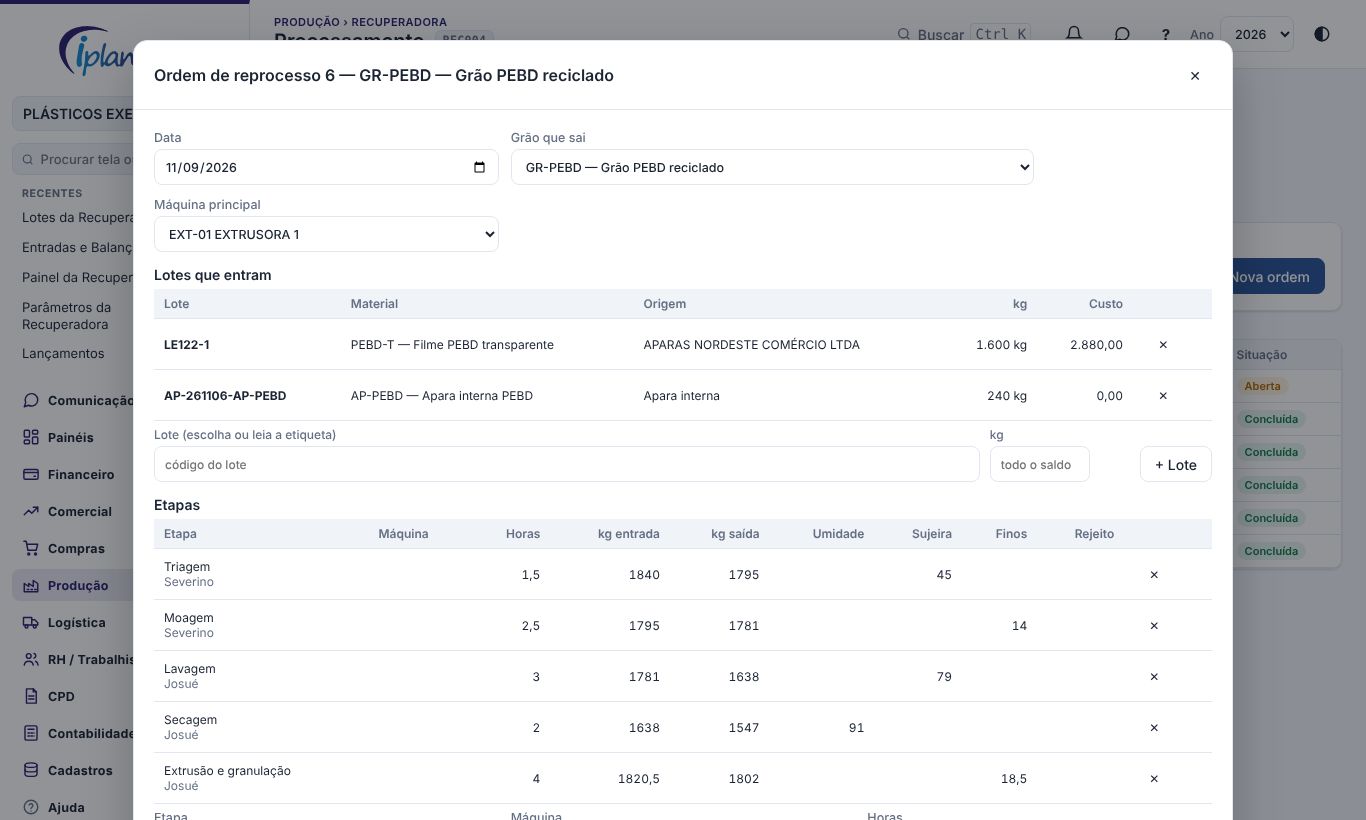 PRODUÇÃO › RECUPERADORA
Processamento REC004
Buscar Ctrl K
? Ano 2026
iplan
PLÁSTICOS EXE
Procurar tela o
RECENTES
Lotes da Recupera
Entradas e Balanç
Painel da Recuper
Parâmetros da
Recuperadora
Lançamentos
Comunicação
Painéis
Financeiro
Comercial
Compras
Produção
Logística
RH / Trabalhis
CPD
Contabilidade
Cadastros
Ajuda
Ordem de reprocesso 6 — GR-PEBD — Grão PEBD reciclado ×
Data Grão que sai
11/09/2026 GR-PEBD — Grão PEBD reciclado
Máquina principal
EXT-01 EXTRUSORA 1
Lotes que entram
Lote Material Origem kg Custo
LE122-1 PEBD-T — Filme PEBD transparente APARAS NORDESTE COMÉRCIO LTDA 1.600 kg 2.880,00 ×
AP-261106-AP-PEBD AP-PEBD — Apara interna PEBD Apara interna 240 kg 0,00 ×
Lote (escolha ou leia a etiqueta) kg
código do lote todo o saldo + Lote
Etapas
Etapa Máquina Horas kg entrada kg saída Umidade Sujeira Finos Rejeito
Triagem
Severino 1,5 1840 1795 45 ×
Moagem
Severino 2,5 1795 1781 14 ×
Lavagem
Josué 3 1781 1638 79 ×
Secagem
Josué 2 1638 1547 91 ×
Extrusão e granulação
Josué 4 1820,5 1802 18,5 ×
Etapa Máquina Horas
Nova ordem
Situação
Aberta
Concluída
Concluída
Concluída
Concluída
Concluída